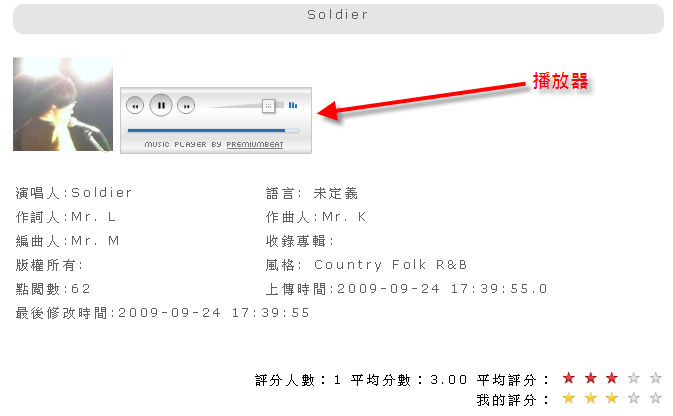 Soldier
播放器
MUSIC PLAYER BY PREMIUMBEAT
演唱人:Soldier 語言: 未定義
作詞人:Mr. L 作曲人:Mr. K
編曲人:Mr. M 收錄專輯:
版權所有: 風格: Country Folk R&B
點閱數:62 上傳時間:2009-09-24 17:39:55.0
最後修改時間:2009-09-24 17:39:55
評分人數：1 平均分數：3.00 平均評分：
我的評分：